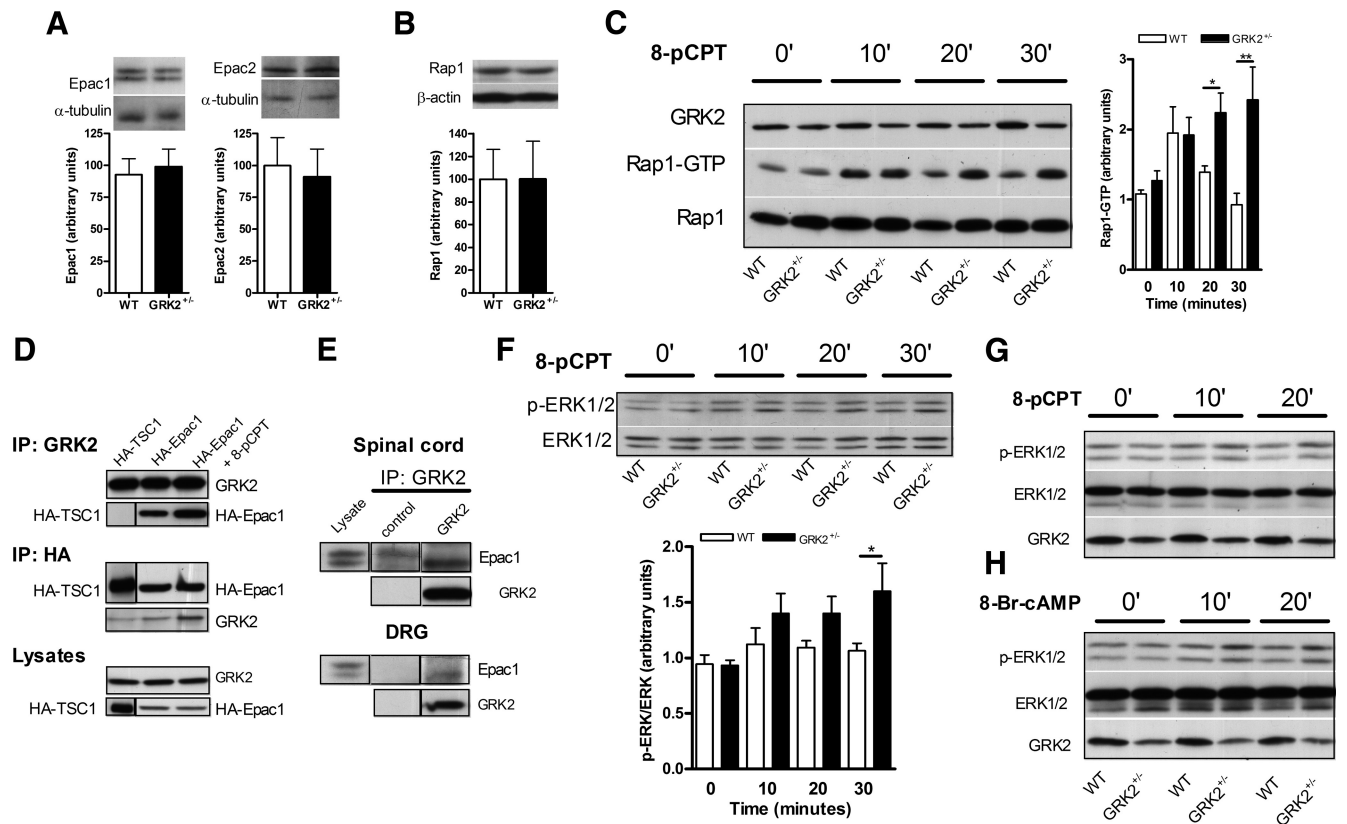 A
Epac1
α-tubulin
Epac2
α-tubulin
Epac1 (arbitrary units)
125
100
75
50
25
0
WT GRK2+/-
Epac2 (arbitrary units)
125
100
75
50
25
0
WT GRK2+/-
B
Rap1
β-actin
Rap1 (arbitrary units)
140
120
100
80
60
40
20
0
WT GRK2+/-
C
8-pCPT 0' 10' 20' 30'
GRK2
Rap1-GTP
Rap1
WT GRK2+/- WT GRK2+/- WT GRK2+/- WT GRK2+/-
WT GRK2+/-
Rap1-GTP (arbitrary units)
3
2
1
0
* **
0 10 20 30
Time (minutes)
D
HA-TSC1 HA-Epac1 HA-Epac1 + 8-pCPT
IP: GRK2
GRK2
HA-TSC1 HA-Epac1
IP: HA
HA-TSC1 HA-Epac1
GRK2
Lysates
GRK2
HA-TSC1 HA-Epac1
E
Spinal cord
IP: GRK2
Lysate control GRK2
Epac1
GRK2
DRG
Epac1
GRK2
F
8-pCPT 0' 10' 20' 30'
p-ERK1/2
ERK1/2
WT GRK2+/- WT GRK2+/- WT GRK2+/- WT GRK2+/-
WT GRK2+/-
p-ERK/ERK (arbitrary units)
2.0
1.5
1.0
0.5
0.0
*
0 10 20 30
Time (minutes)
G
8-pCPT 0' 10' 20'
p-ERK1/2
ERK1/2
GRK2
H
8-Br-cAMP 0' 10' 20'
p-ERK1/2
ERK1/2
GRK2
WT GRK2+/- WT GRK2+/- WT GRK2+/-